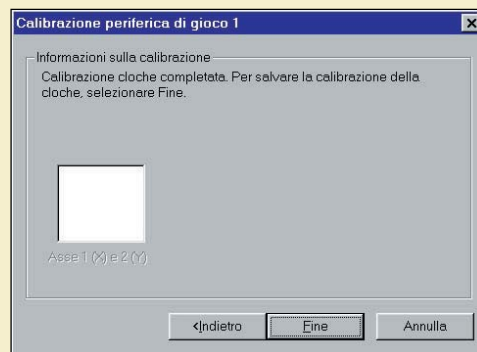 Calibrazione periferica di gioco 1
Informazioni sulla calibrazione
Calibrazione cloche completata. Per salvare la calibrazione della
cloche, selezionare Fine.
Asse 1 (X) e 2 (Y)
<Indietro
Fine
Annulla